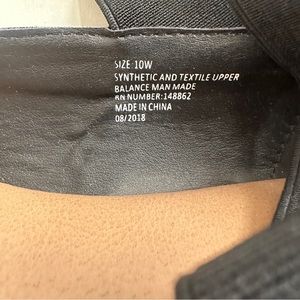 SIZE 10W
SYNTHETIC AND TEXTILE UPPER
BALANCE MAN MADE
RN NUMBER: 148862
MADE IN CHINA
08/2018